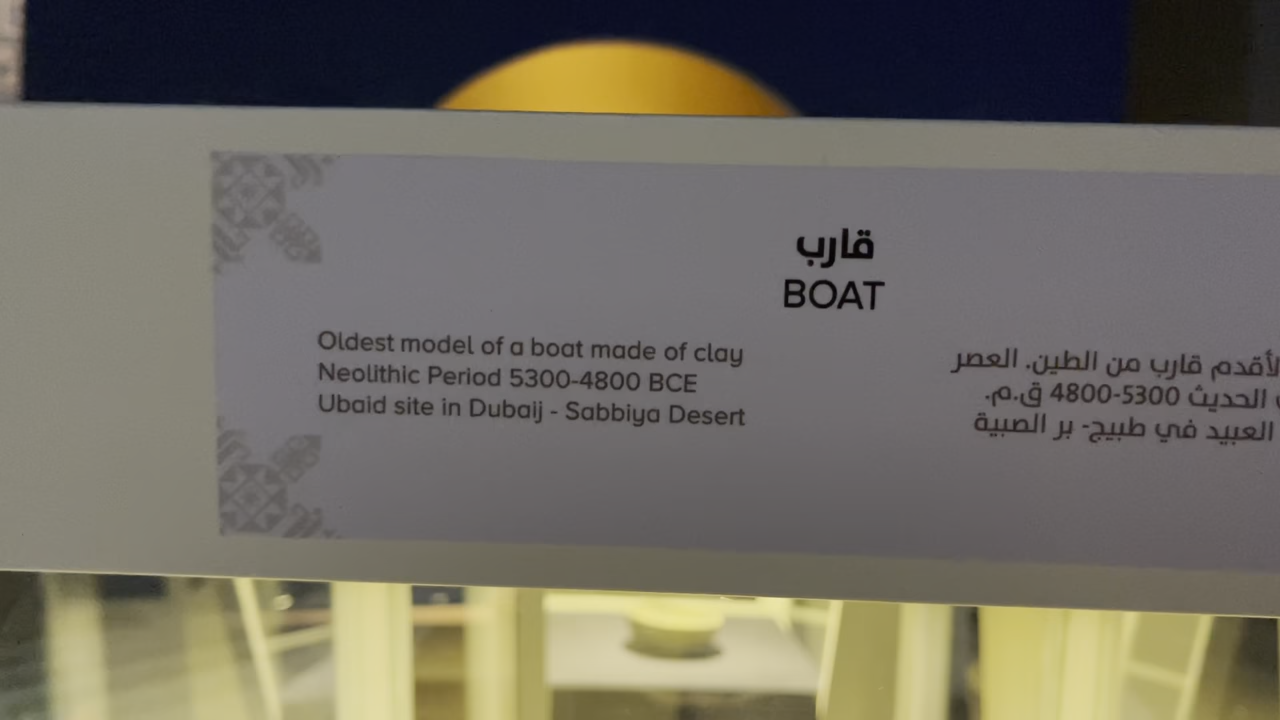 قارب
BOAT
Oldest model of a boat made of clay
Neolithic Period 5300-4800 BCE
Ubaid site in Dubaij - Sabbiya Desert
لأقدم قارب من الطين. العصر
الحديث 5300-4800 ق.م.
العبيد في طبيج- بر الصبية